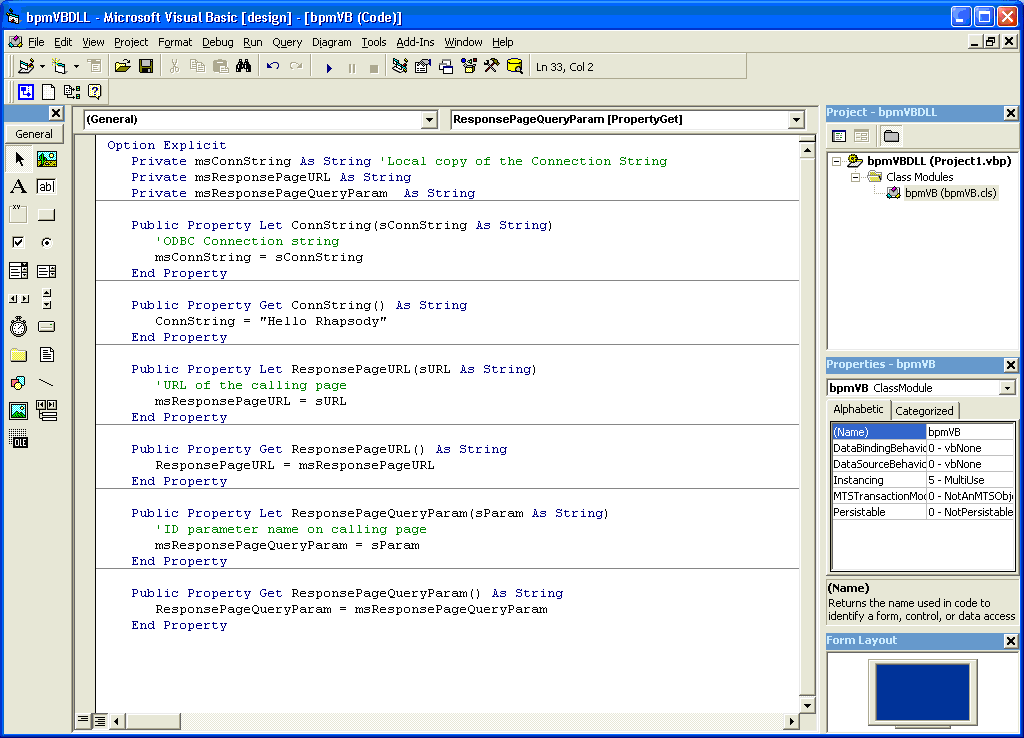 bpmVBDLL - Microsoft Visual Basic [design] - [bpmVB (Code)]
File Edit View Project Format Debug Run Query Diagram Tools Add-Ins Window Help
Ln 33, Col 2
General
A
ab
xv
OLE
(General) ResponsePageQueryParam [PropertyGet]
Option Explicit
Private msConnString As String 'Local copy of the Connection String
Private msResponsePageURL As String
Private msResponsePageQueryParam  As String
Public Property Let ConnString(sConnString As String)
'ODBC Connection string
msConnString = sConnString
End Property
Public Property Get ConnString() As String
ConnString = "Hello Rhapsody"
End Property
Public Property Let ResponsePageURL(sURL As String)
'URL of the calling page
msResponsePageURL = sURL
End Property
Public Property Get ResponsePageURL() As String
ResponsePageURL = msResponsePageURL
End Property
Public Property Let ResponsePageQueryParam(sParam As String)
'ID parameter name on calling page
msResponsePageQueryParam = sParam
End Property
Public Property Get ResponsePageQueryParam() As String
ResponsePageQueryParam = msResponsePageQueryParam
End Property
Project - bpmVBDLL
bpmVBDLL (Project1.vbp)
Class Modules
bpmVB (bpmVB.cls)
Properties - bpmVB
bpmVB ClassModule
Alphabetic Categorized
(Name) bpmVB
DataBindingBehavic 0 - vbNone
DataSourceBehavic 0 - vbNone
Instancing 5 - MultiUse
MTSTransactionMoc 0 - NotAnMTSObj
Persistable 0 - NotPersistable
(Name)
Returns the name used in code to
identify a form, control, or data access
Form Layout